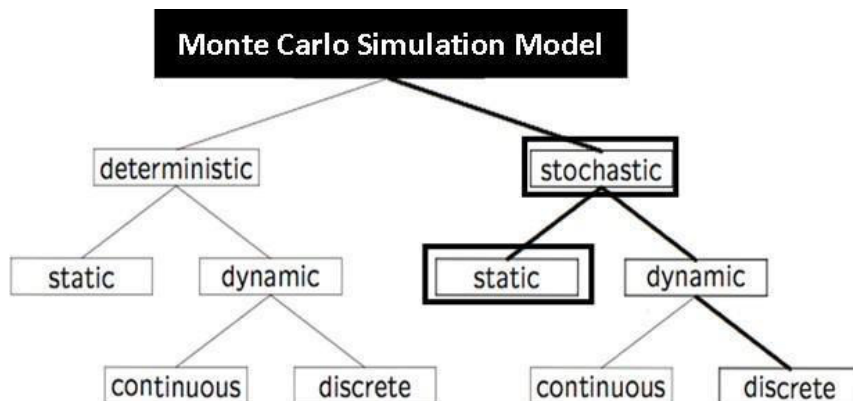 Monte Carlo Simulation Model
deterministic
stochastic
static
dynamic
static
dynamic
continuous
discrete
continuous
discrete